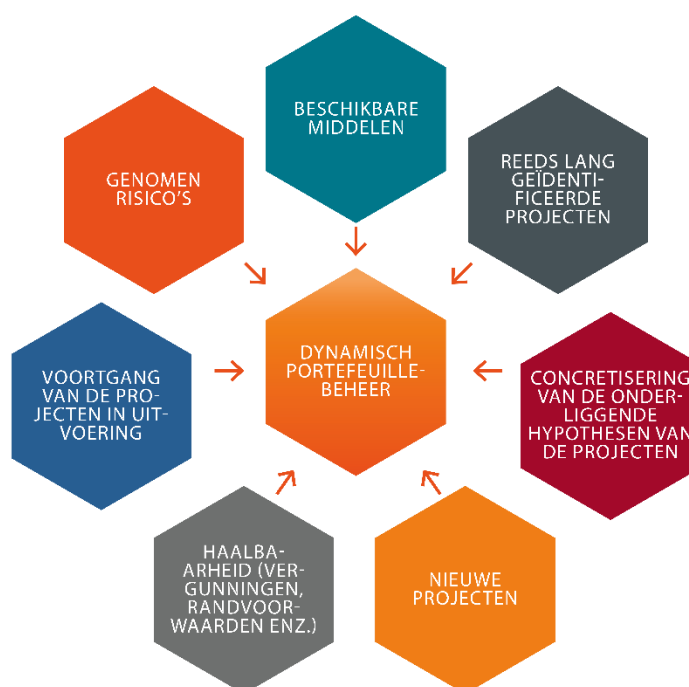 BESCHIKBARE
MIDDELEN
REEDS LANG
GEÏDENTI-
FICEERDE
PROJECTEN
GENOMEN
RISICO'S
DYNAMISCH
PORTEFEUILLE-
BEHEER
VOORTGANG
VAN DE PRO-
JECTEN IN UIT-
VOERING
CONCRETISERING
VAN DE ONDER-
LIGGENDE
HYPOTHESEN VAN
DE PROJECTEN
HAALBA-
ARHEID (VER-
GUNNINGEN,
RANDVOOR-
WAARDEN ENZ.)
NIEUWE
PROJECTEN